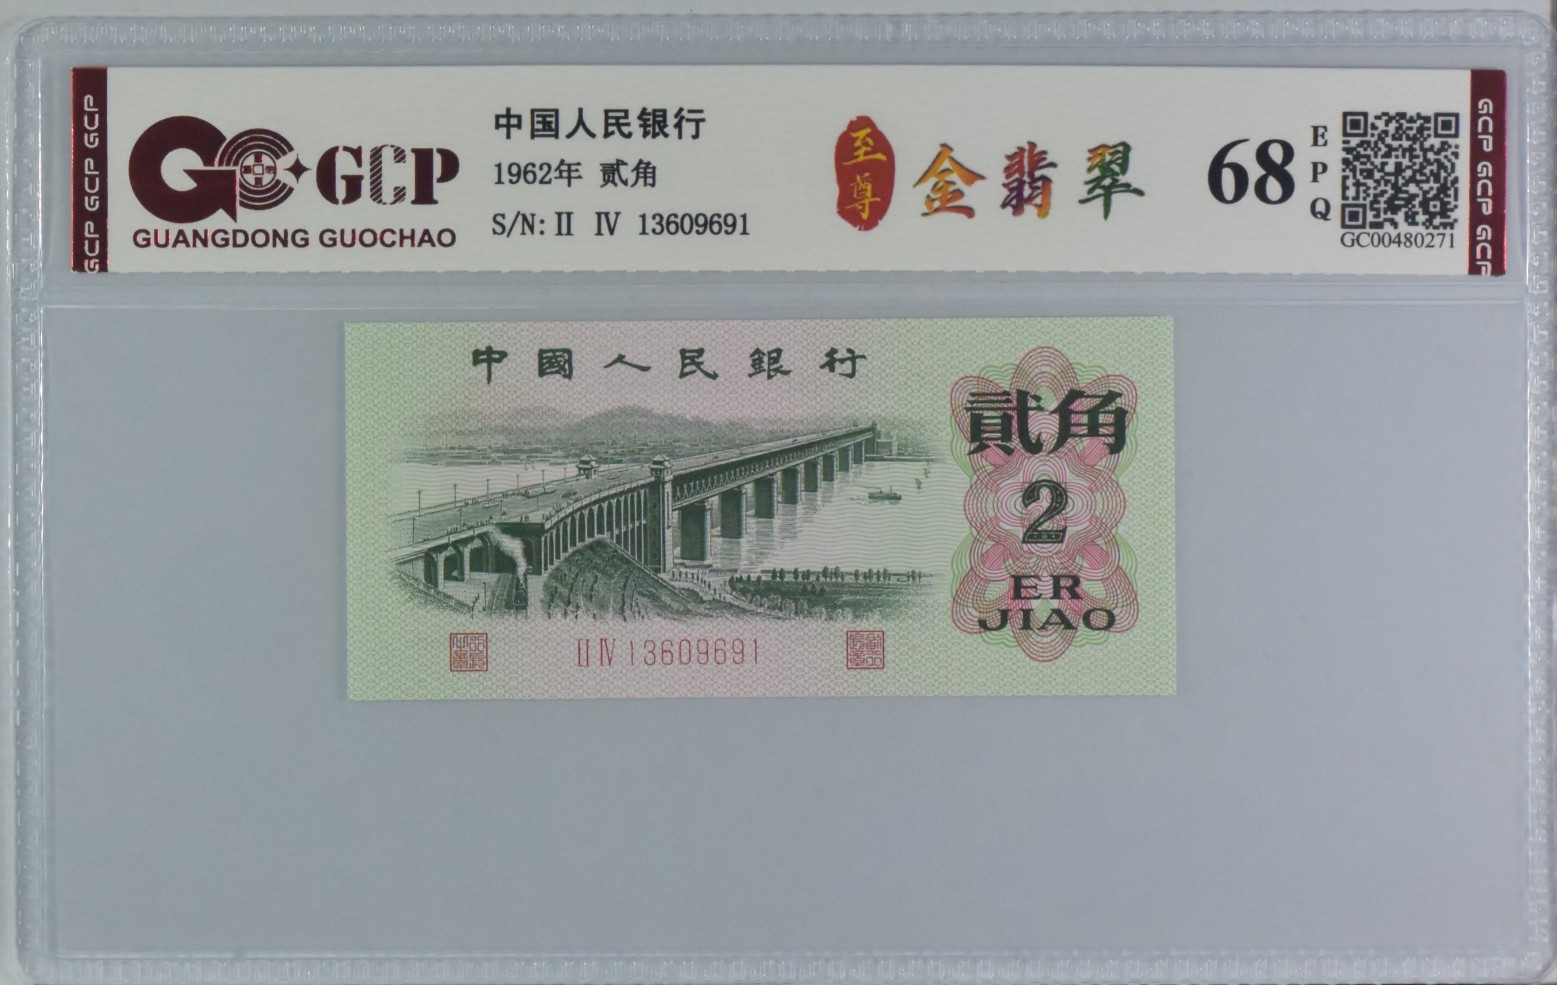 GCP GCP GCP
GCP
GUANGDONG GUOCHAO
中国人民银行
1962年 贰角
S/N: II IV 13609691
至尊
金翡翠
68
EPQ
GC00480271
GCP GCP GCP
中國人民銀行
貳角
2
ER
JIAO
II IV 13609691